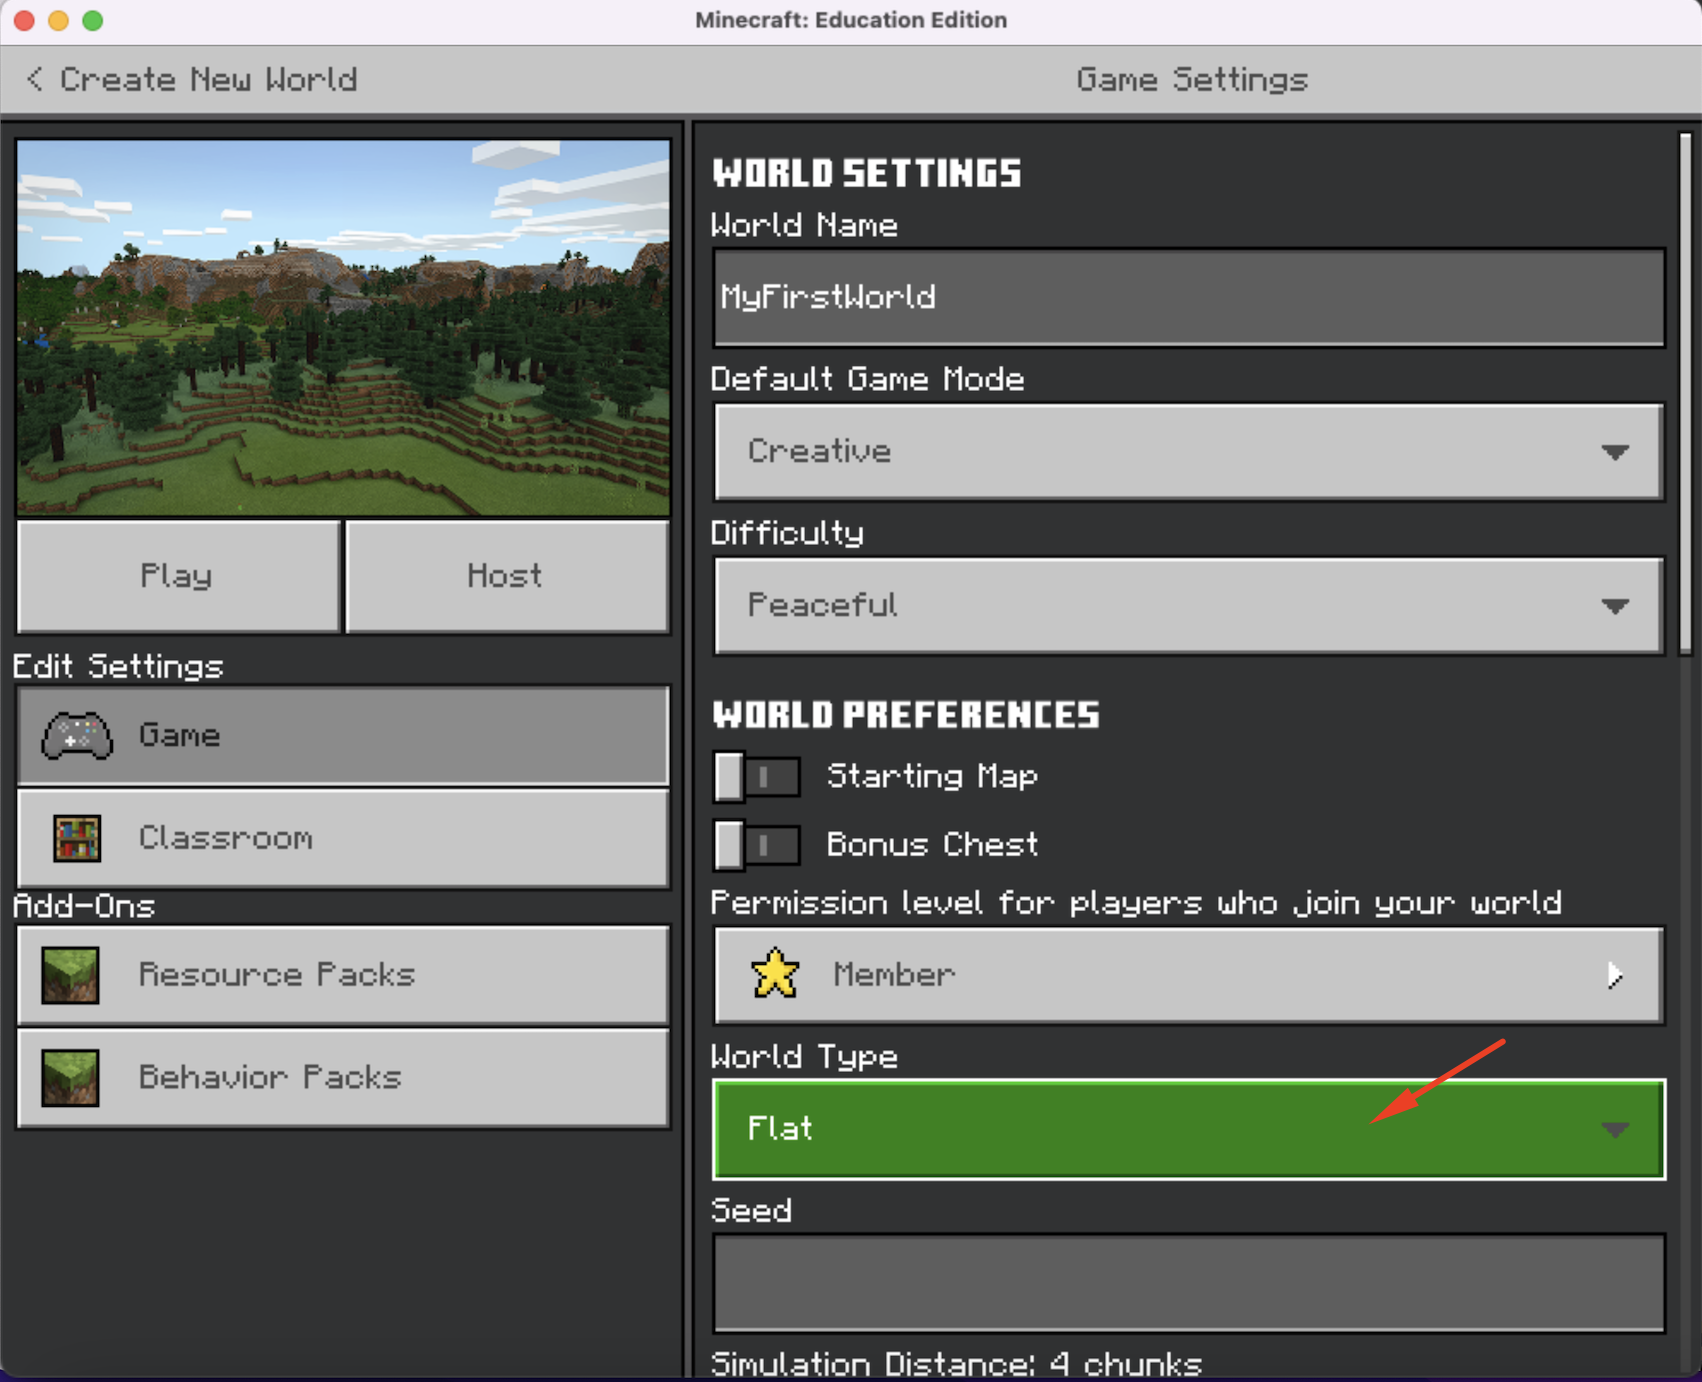 Minecraft: Education Edition
< Create New World
Game Settings
Play
Host
Edit Settings
Game
Classroom
Add-Ons
Resource Packs
Behavior Packs
WORLD SETTINGS
World Name
MyFirstWorld
Default Game Mode
Creative
Difficulty
Peaceful
WORLD PREFERENCES
Starting Map
Bonus Chest
Permission level for players who join your world
Member
World Type
Flat
Seed
Simulation Distance: 4 chunks